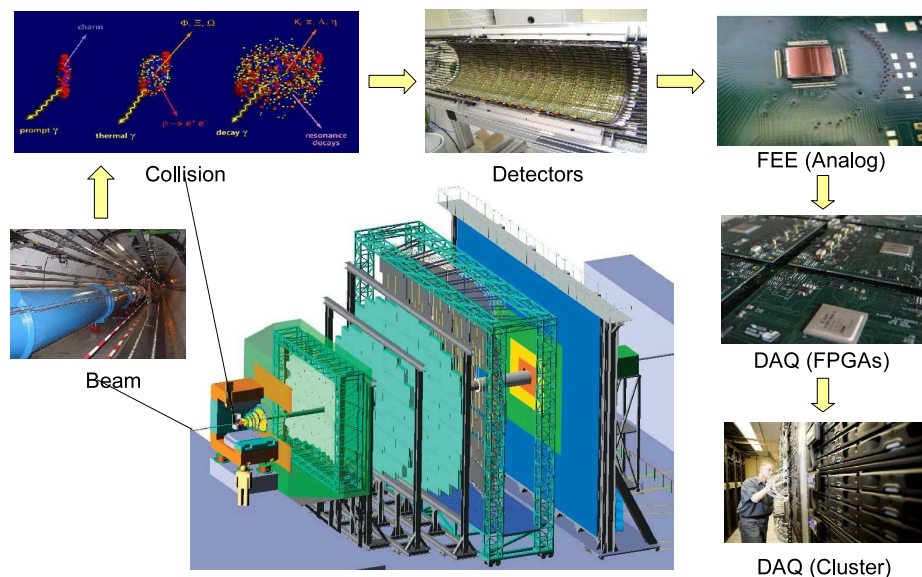 charm
Φ, Ξ, Ω
K, π, Λ, η
prompt γ
thermal γ
ρ → e⁺ e⁻
decay γ
resonance
decays
Collision
Detectors
FEE (Analog)
Beam
DAQ (FPGAs)
DAQ (Cluster)